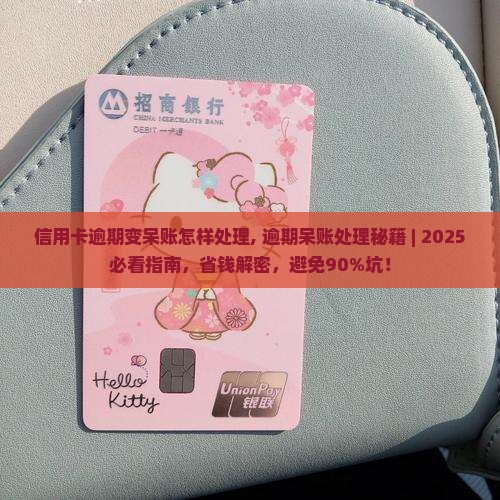 招商银行
CHINA MERCHANTS BANK
DEBIT 一卡通
信用卡逾期变呆账怎样处理, 逾期呆账处理秘籍 | 2025
必看指南，省钱解密，避免90%坑！
Hello
Kitty
UnionPay
银联